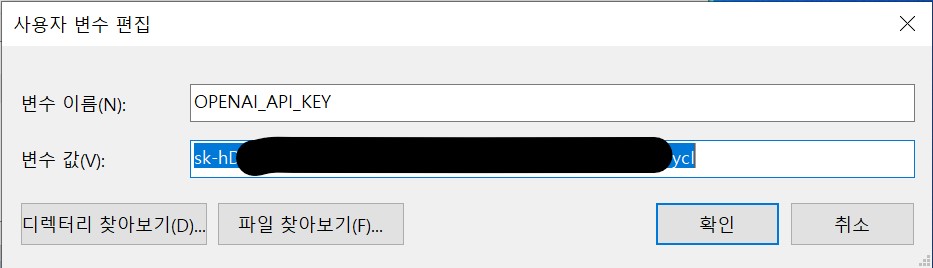 사용자 변수 편집
변수 이름(N):
OPENAI_API_KEY
변수 값(V):
sk-hD
ycl
디렉터리 찾아보기(D)...
파일 찾아보기(F)...
확인
취소